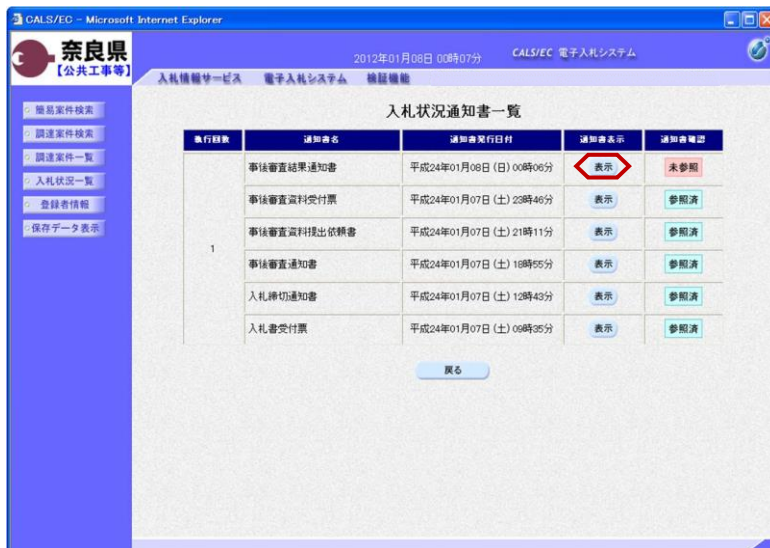 CALS/EC - Microsoft Internet Explorer
奈良県
【公共工事等】
2012年01月08日 00時07分
CALS/EC 電子入札システム
入札情報サービス 電子入札システム 検証機能
簡易案件検索
調達案件検索
調達案件一覧
入札状況一覧
登録者情報
保存データ表示
入札状況通知書一覧
執行回数 通知書名 通知書発行日付 通知書表示 通知書確認
1
事後審査結果通知書 平成24年01月08日 (日) 00時06分 表示 未参照
事後審査資料受付票 平成24年01月07日 (土) 23時46分 表示 参照済
事後審査資料提出依頼書 平成24年01月07日 (土) 21時11分 表示 参照済
事後審査通知書 平成24年01月07日 (土) 18時55分 表示 参照済
入札締切通知書 平成24年01月07日 (土) 12時43分 表示 参照済
入札書受付票 平成24年01月07日 (土) 09時35分 表示 参照済
戻る